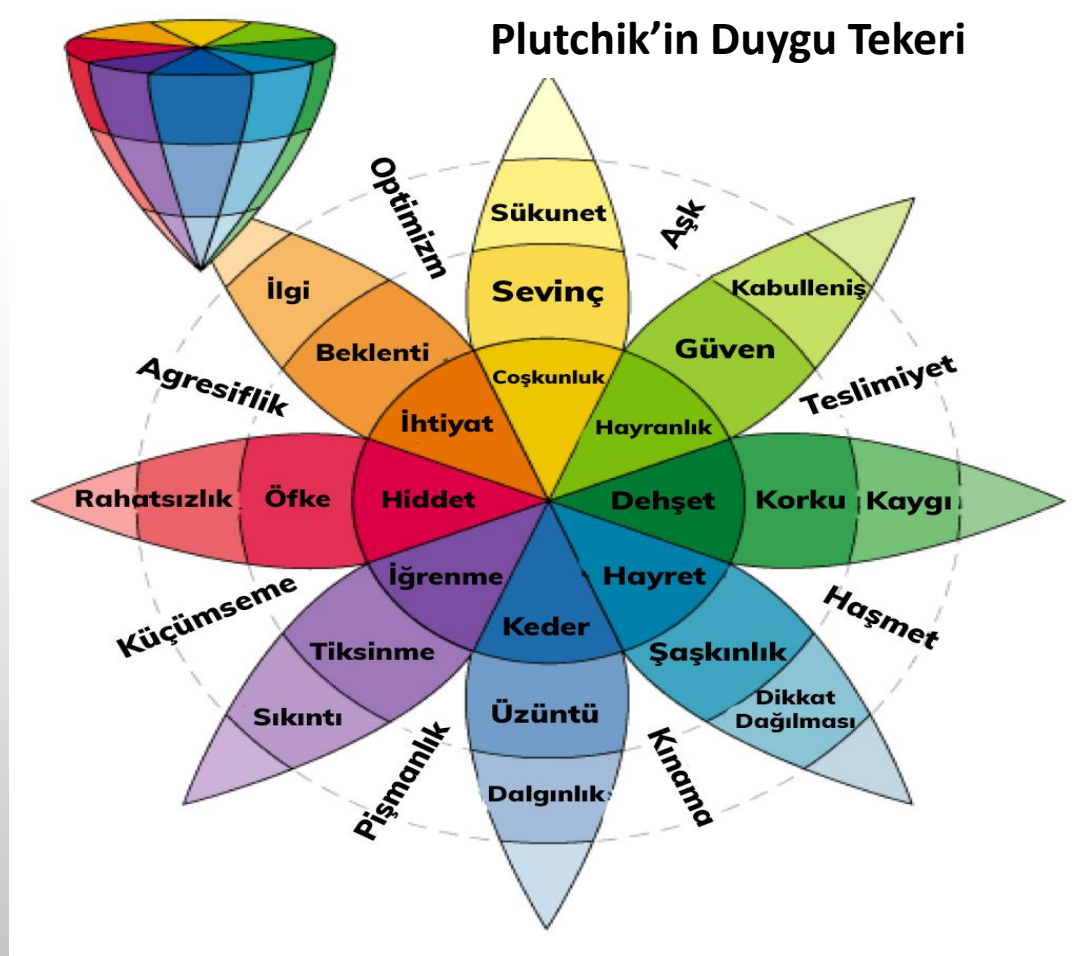 Plutchik’in Duygu Tekeri
Optimizm
Aşk
Sükunet
Sevinç
Coşkunluk
İlgi
Beklenti
İhtiyat
Kabulleniş
Güven
Hayranlık
Agresiflik
Teslimiyet
Rahatsızlık
Öfke
Hiddet
Dehşet
Korku
Kaygı
İğrenme
Tiksinme
Sıkıntı
Keder
Üzüntü
Dalgınlık
Hayret
Şaşkınlık
Dikkat
Dağılması
Küçümseme
Haşmet
Pişmanlık
Kınama